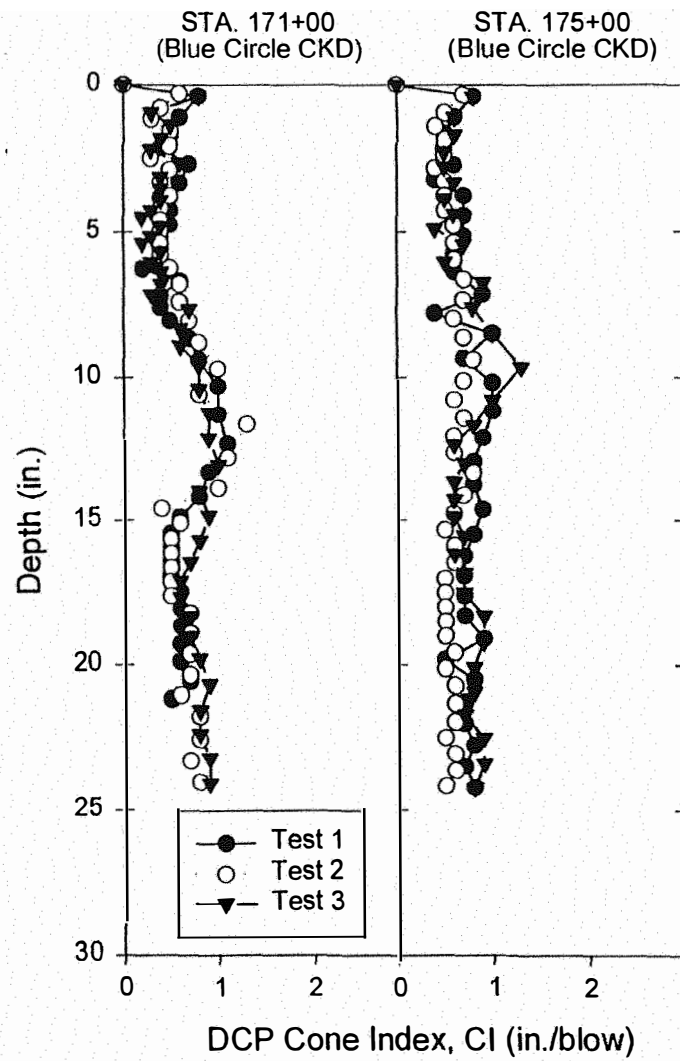 STA. 171+00
(Blue Circle CKD)
STA. 175+00
(Blue Circle CKD)
0
5
10
15
20
25
30
Depth (in.)
Test 1
Test 2
Test 3
0 1 2 0 1 2
DCP Cone Index, CI (in./blow)